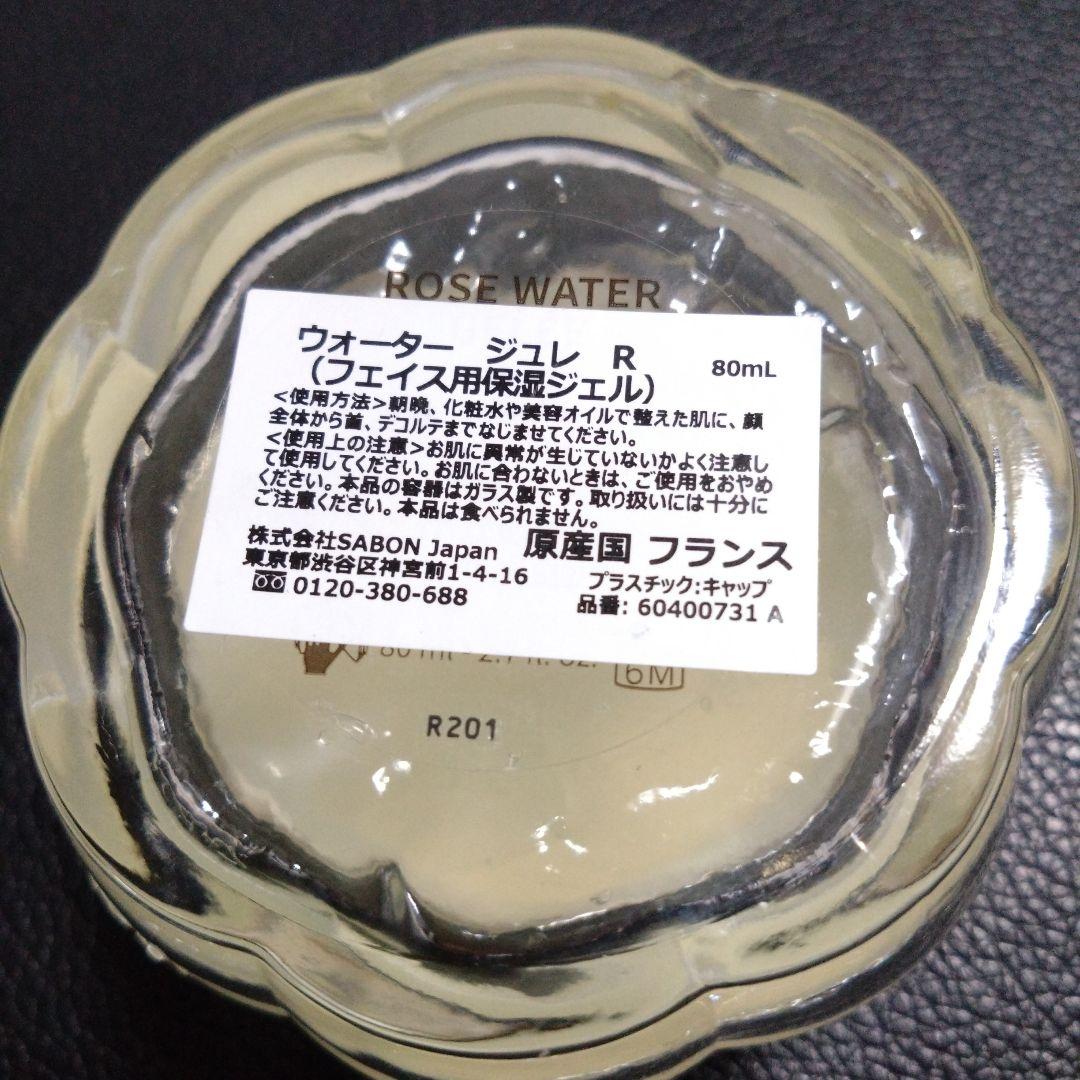 ROSE WATER
ウォーター ジュレ R 80mL
（フェイス用保湿ジェル）
＜使用方法＞朝晩、化粧水や美容オイルで整えた肌に、顔
全体から首、デコルテまでなじませてください。
＜使用上の注意＞お肌に異常が生じていないかよく注意し
て使用してください。お肌に合わないときは、ご使用をおやめ
ください。本品の容器はガラス製です。取り扱いには十分に
ご注意ください。本品は食べられません。
株式会社SABON Japan 原産国 フランス
東京都渋谷区神宮前1-4-16 プラスチック:キャップ
0120-380-688 品番: 60400731 A
80 ml - 2.7 fl. oz. 6M
R201